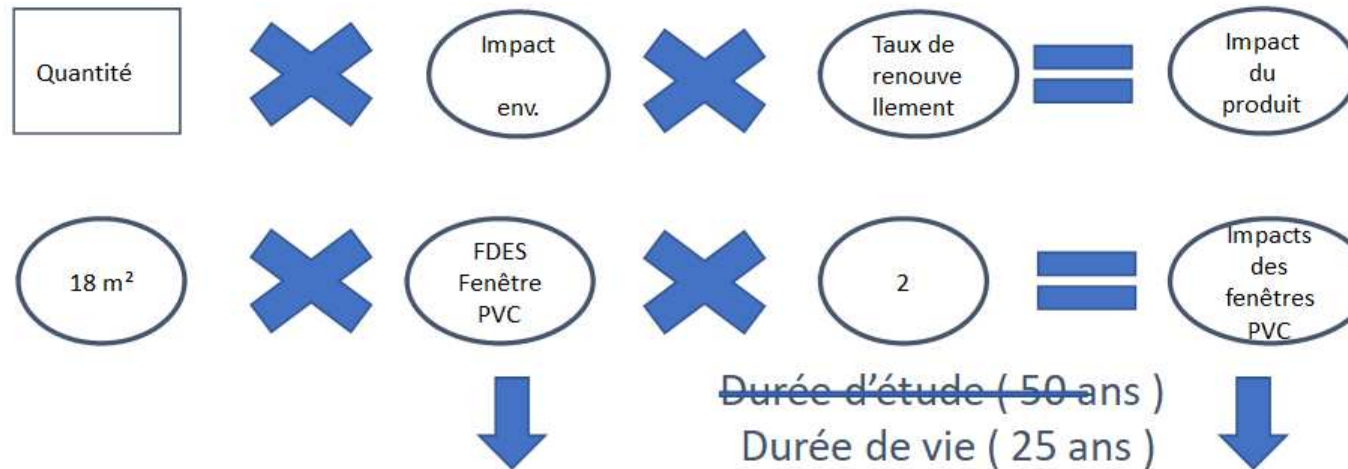 Quantité
Impact
env.
Taux de
renouve
llement
Impact
du
produit
18 m²
FDES
Fenêtre
PVC
2
Impacts
des
fenêtres
PVC
Durée d’étude ( 50 ans )
Durée de vie ( 25 ans )